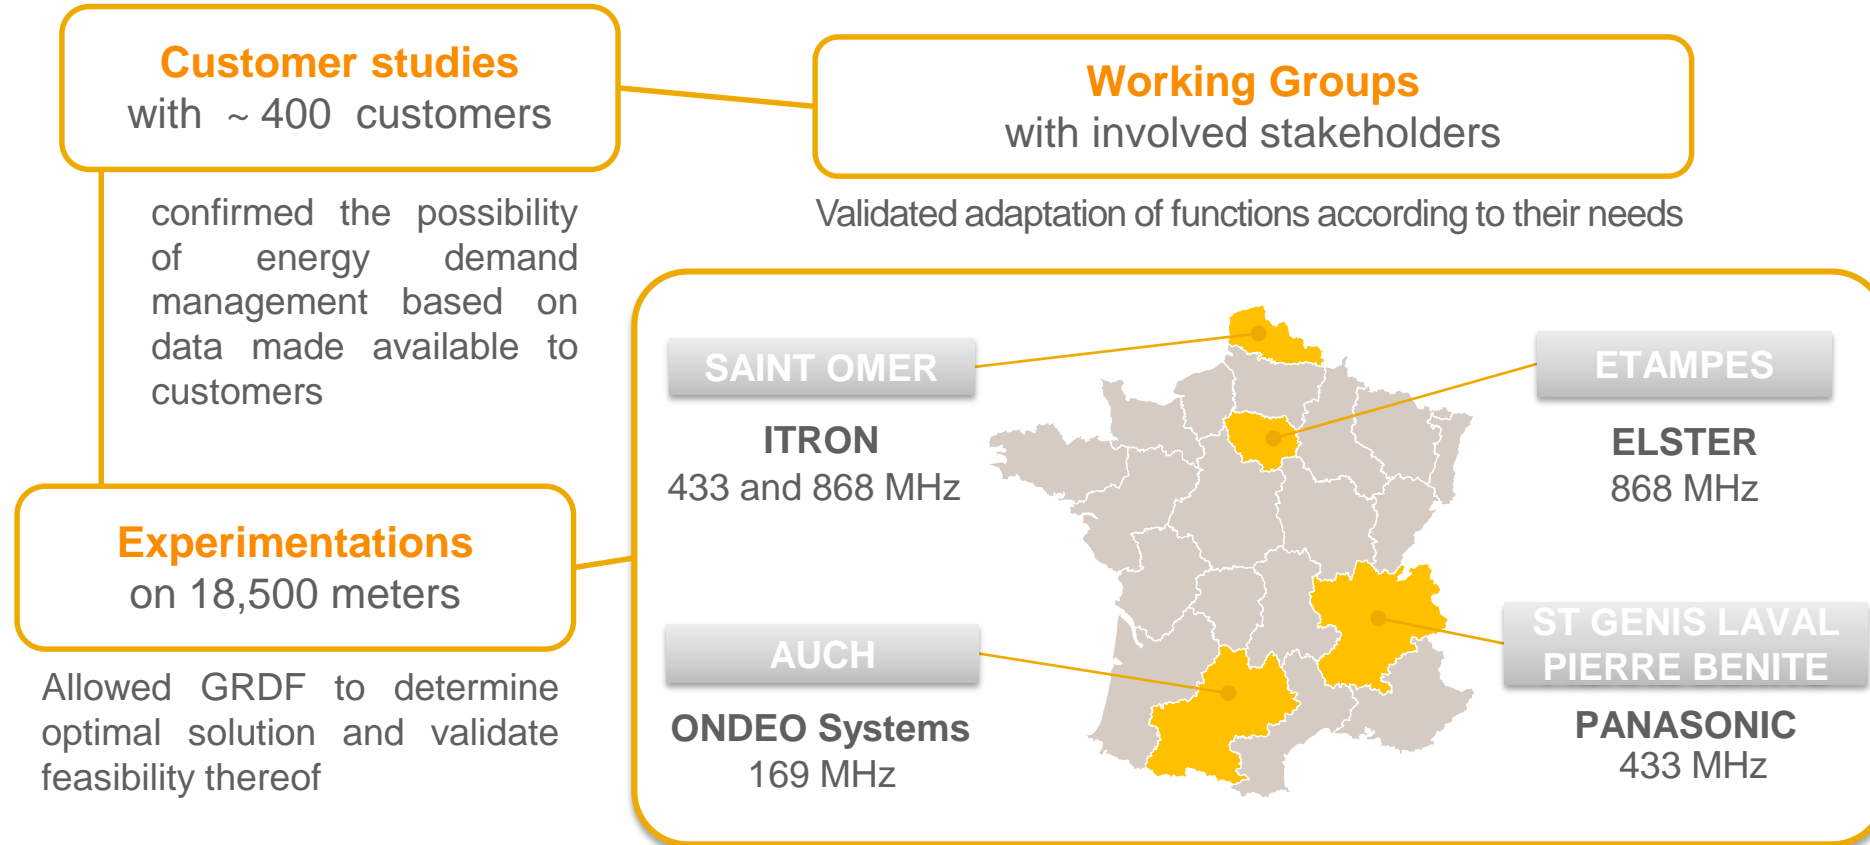 Customer studies
with ~ 400 customers
Working Groups
with involved stakeholders
confirmed the possibility
of energy demand
management based on
data made available to
customers
Validated adaptation of functions according to their needs
Experimentations
on 18,500 meters
Allowed GRDF to determine
optimal solution and validate
feasibility thereof
SAINT OMER
ITRON
433 and 868 MHz
ETAMPES
ELSTER
868 MHz
AUCH
ONDEO Systems
169 MHz
ST GENIS LAVAL
PIERRE BENITE
PANASONIC
433 MHz